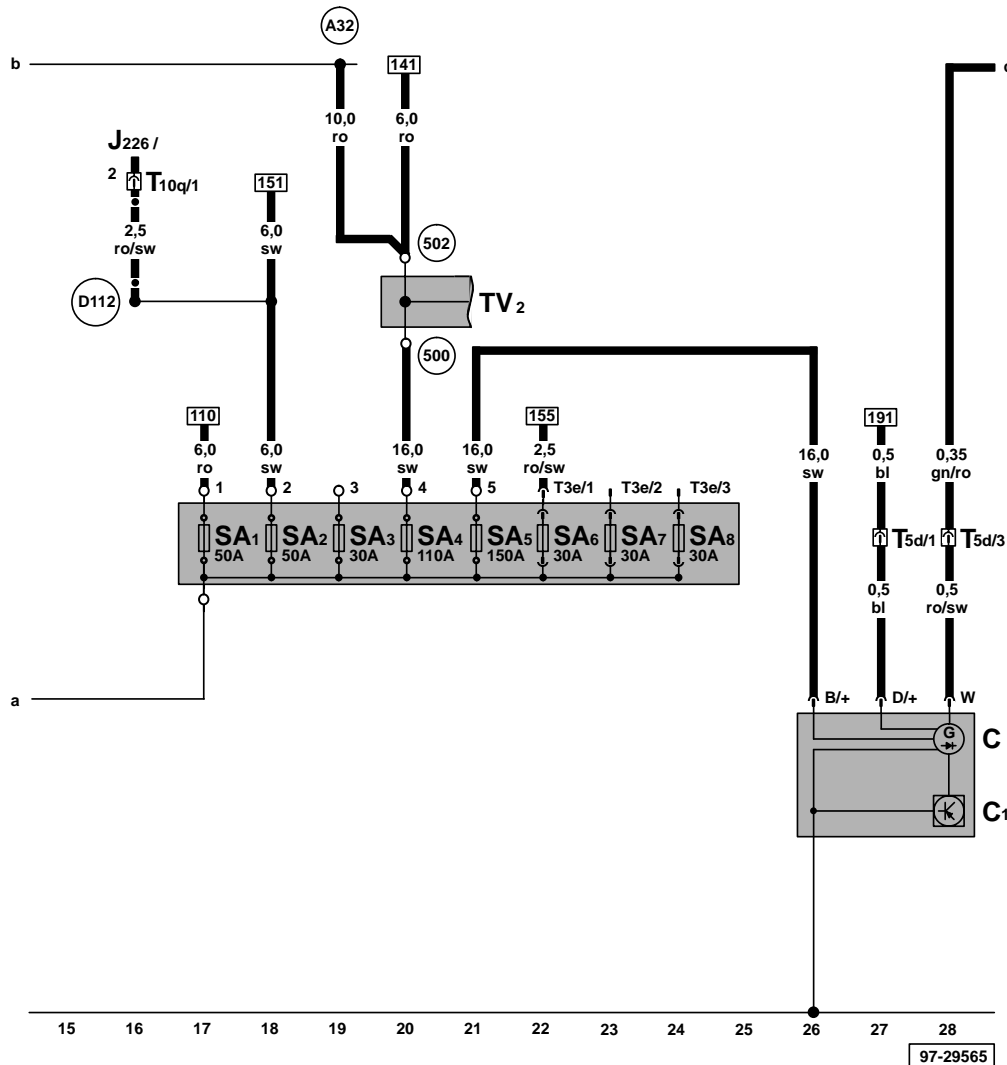 A32
b
141
c
10,0
ro
6,0
ro
J226 /
2
T10q/1
151
2,5
ro/sw
6,0
sw
502
D112
TV 2
500
110
155
191
6,0
ro
6,0
sw
16,0
sw
16,0
sw
2,5
ro/sw
16,0
sw
0,5
bl
0,35
gn/ro
1
2
3
4
5
T3e/1
T3e/2
T3e/3
SA1
50A
SA2
50A
SA3
30A
SA4
110A
SA5
150A
SA6
30A
SA7
30A
SA8
30A
T5d/1
T5d/3
0,5
bl
0,5
ro/sw
a
B/+
D/+
W
G
C
C1
15 16 17 18 19 20 21 22 23 24 25 26 27 28
97-29565